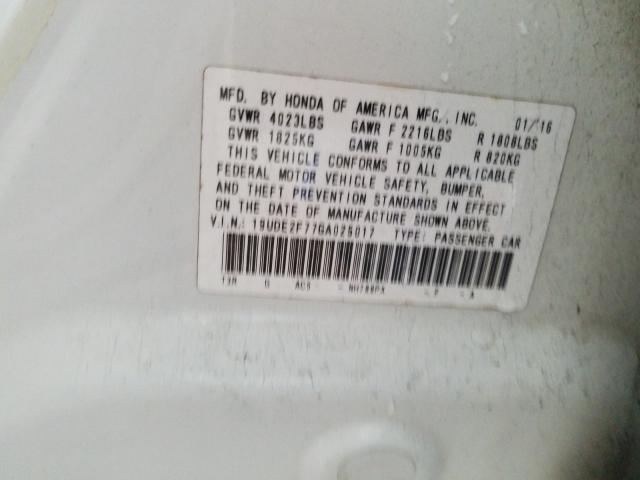 MFD. BY HONDA OF AMERICA MFG., INC. 01/16
GVWR 4023LBS GAWR F 2216LBS R 1808LBS
GVWR 1825KG GAWR F 1005KG R 820KG
THIS VEHICLE CONFORMS TO ALL APPLICABLE
FEDERAL MOTOR VEHICLE SAFETY, BUMPER,
AND THEFT PREVENTION STANDARDS IN EFFECT
ON THE DATE OF MANUFACTURE SHOWN ABOVE.
V.I.N.: 19UDE2F77GA025017 TYPE: PASSENGER CAR